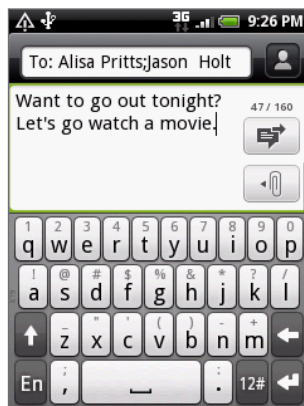 3G 9:26 PM
To: Alisa Pritts;Jason Holt
Want to go out tonight?
47 / 160
Let's go watch a movie.
1 2 3 4 5 6 7 8 9 0
q w e r t y u i o p
! @ # $ % & * ? /
a s d f g h j k l
_ " ' ( ) - +
z x c v b n m
En , ; . : 12#